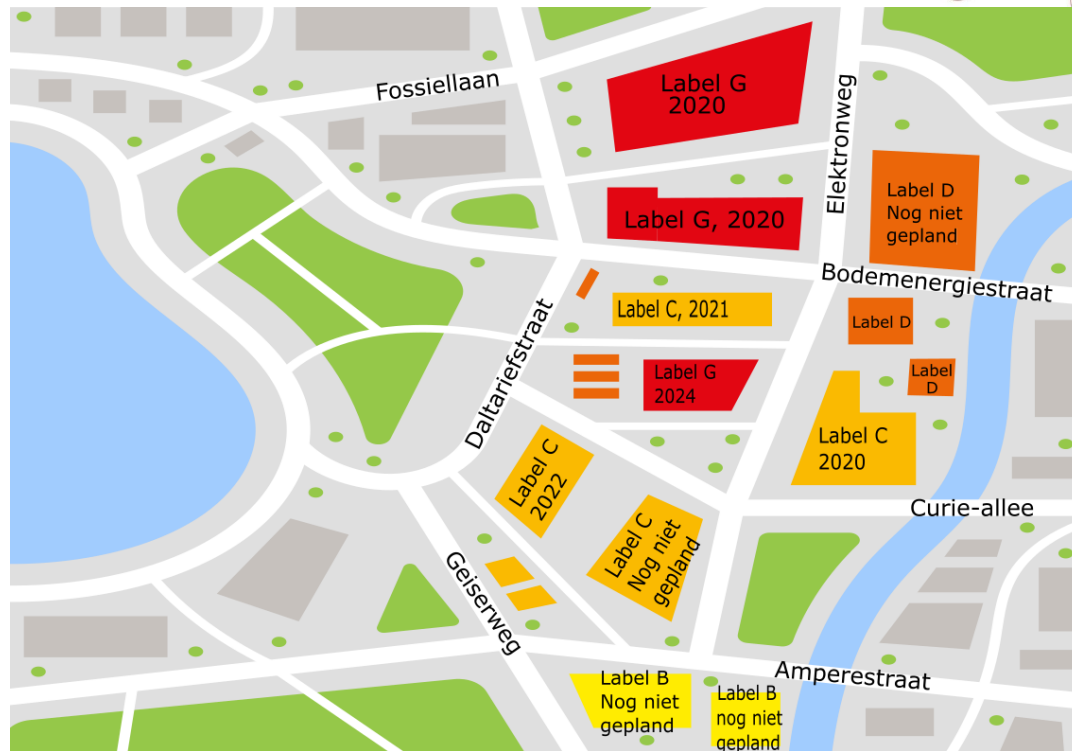 Fossiellaan
Label G
2020
Elektronweg
Label D
Nog niet
gepland
Label G, 2020
Bodemenergiestraat
Label C, 2021
Label D
Daltariefstraat
Label G
2024
Label
D
Label C
2020
Label C
2022
Label C
Nog niet
gepland
Curie-allee
Geiserweg
Amperestraat
Label B
Nog niet
gepland
Label B
nog niet
gepland